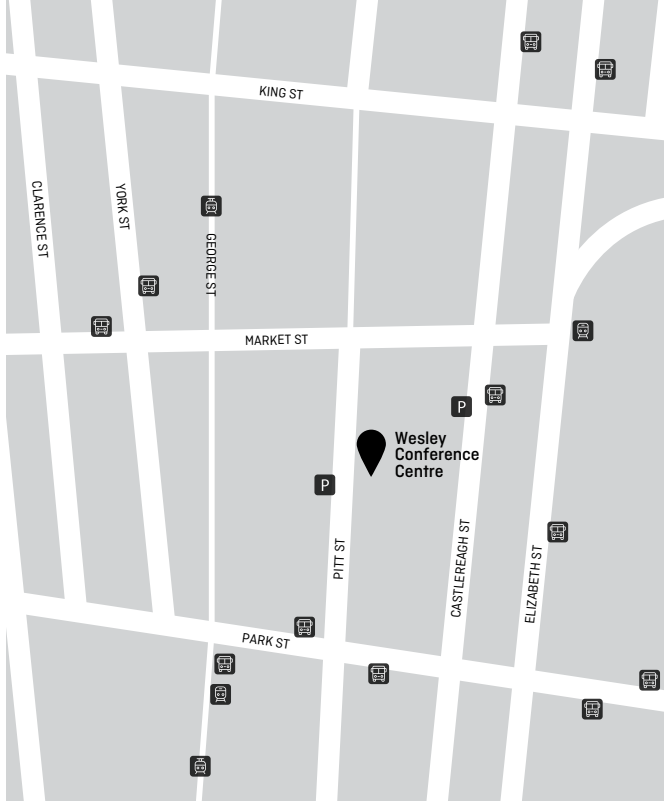 KING ST
CLARENCE ST
YORK ST
GEORGE ST
MARKET ST
P
Wesley
Conference
Centre
P
PITT ST
CASTLEREAGH ST
ELIZABETH ST
PARK ST